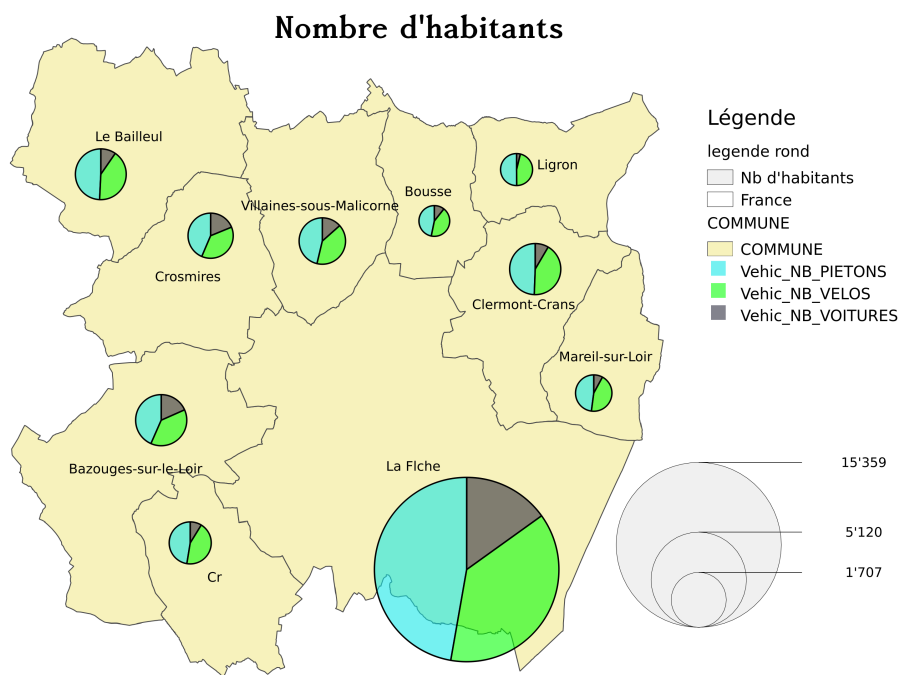 Nombre d'habitants
Le Bailleul
Ligron
Bousse
Villaines-sous-Malicorne
Crosmires
Clermont-Crans
Mareil-sur-Loir
Bazouges-sur-le-Loir
La Flche
Cr
Légende
legende rond
Nb d'habitants
France
COMMUNE
COMMUNE
Vehic_NB_PIETONS
Vehic_NB_VELOS
Vehic_NB_VOITURES
15'359
5'120
1'707